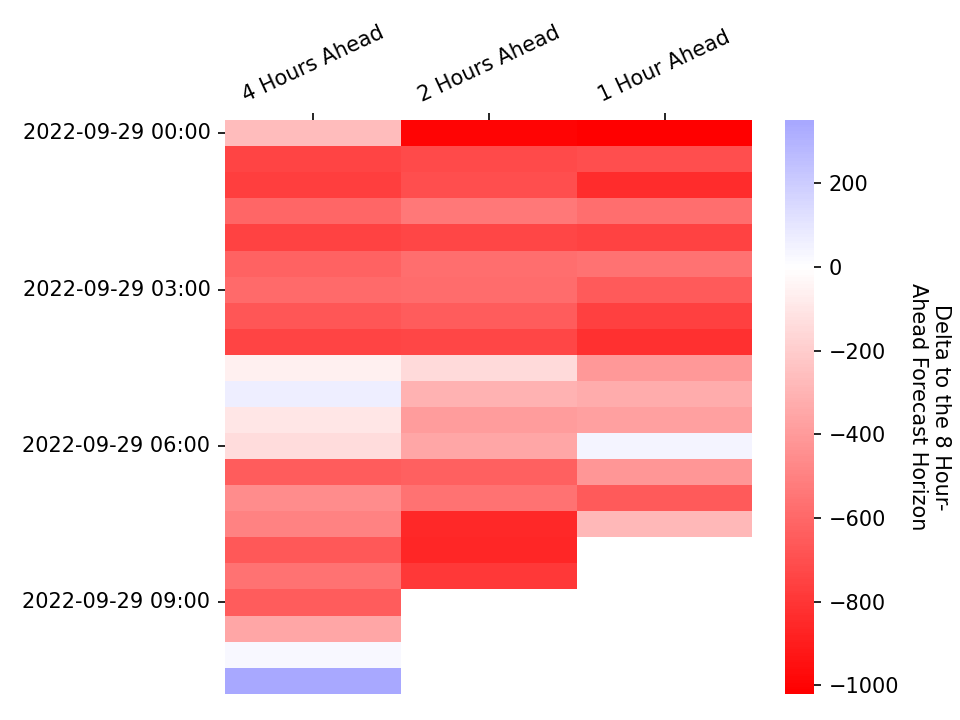 4 Hours Ahead
2 Hours Ahead
1 Hour Ahead
2022-09-29 00:00
2022-09-29 03:00
2022-09-29 06:00
2022-09-29 09:00
200
0
−200
−400
−600
−800
−1000
Delta to the 8 Hour-
Ahead Forecast Horizon